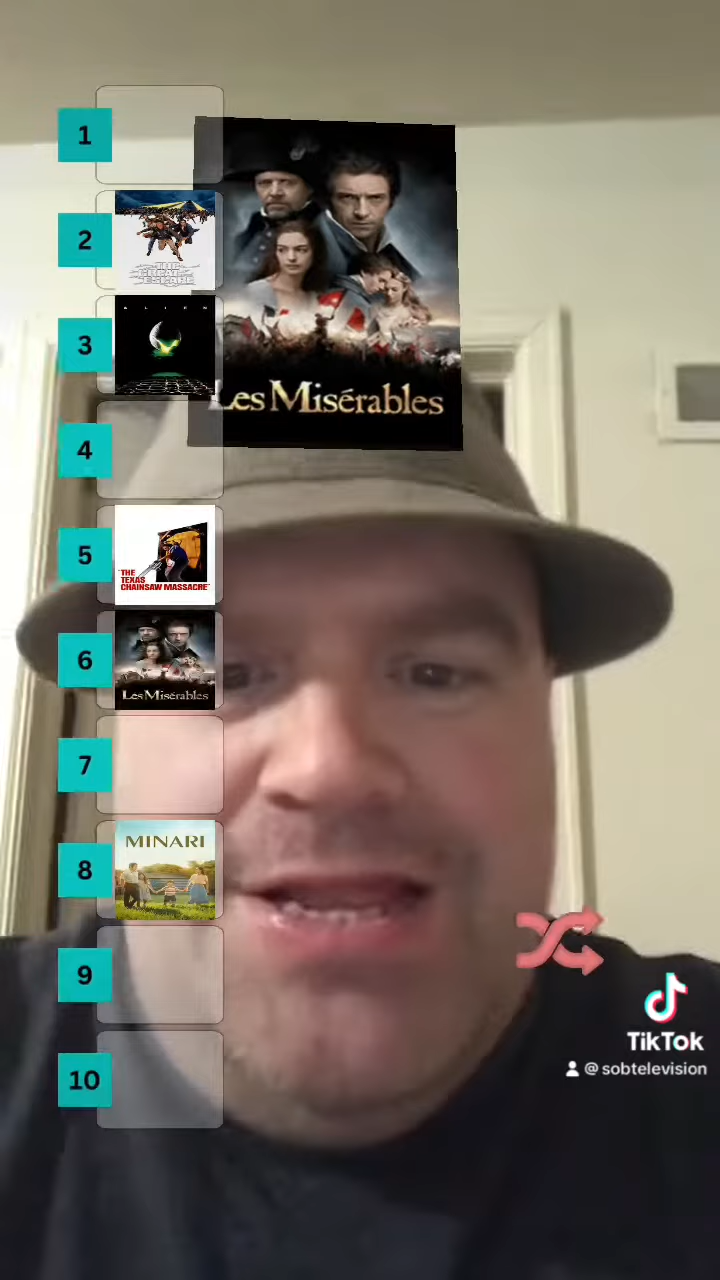 1
2
THE
GREAT
ESCAPE
3
ALIEN
4
5
"THE
TEXAS
CHAINSAW MASSACRE"
6
Les Misérables
7
8
MINARI
9
10
Les Misérables
TikTok
@sobtelevision